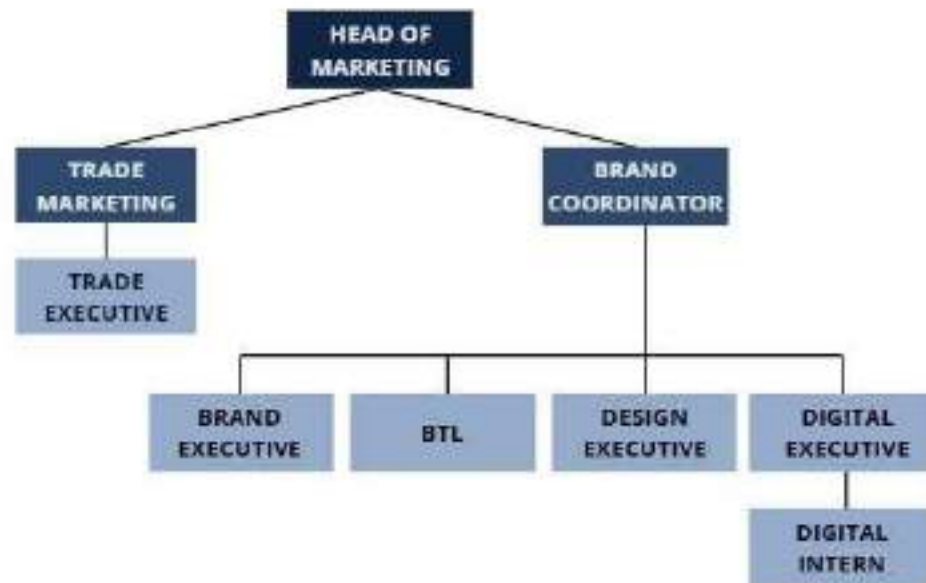 HEAD OF
MARKETING
TRADE
MARKETING
BRAND
COORDINATOR
TRADE
EXECUTIVE
BRAND
EXECUTIVE
BTL
DESIGN
EXECUTIVE
DIGITAL
EXECUTIVE
DIGITAL
INTERN